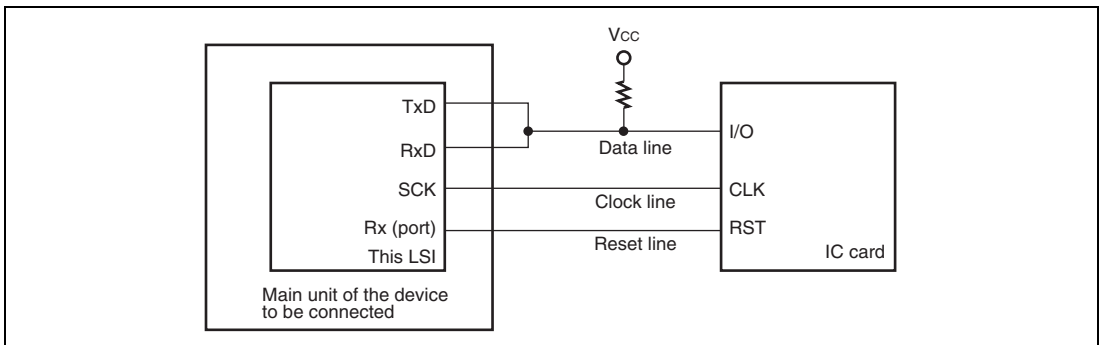 Vcc
TxD
RxD
SCK
Rx (port)
This LSI
Main unit of the device
to be connected
Data line
Clock line
Reset line
I/O
CLK
RST
IC card